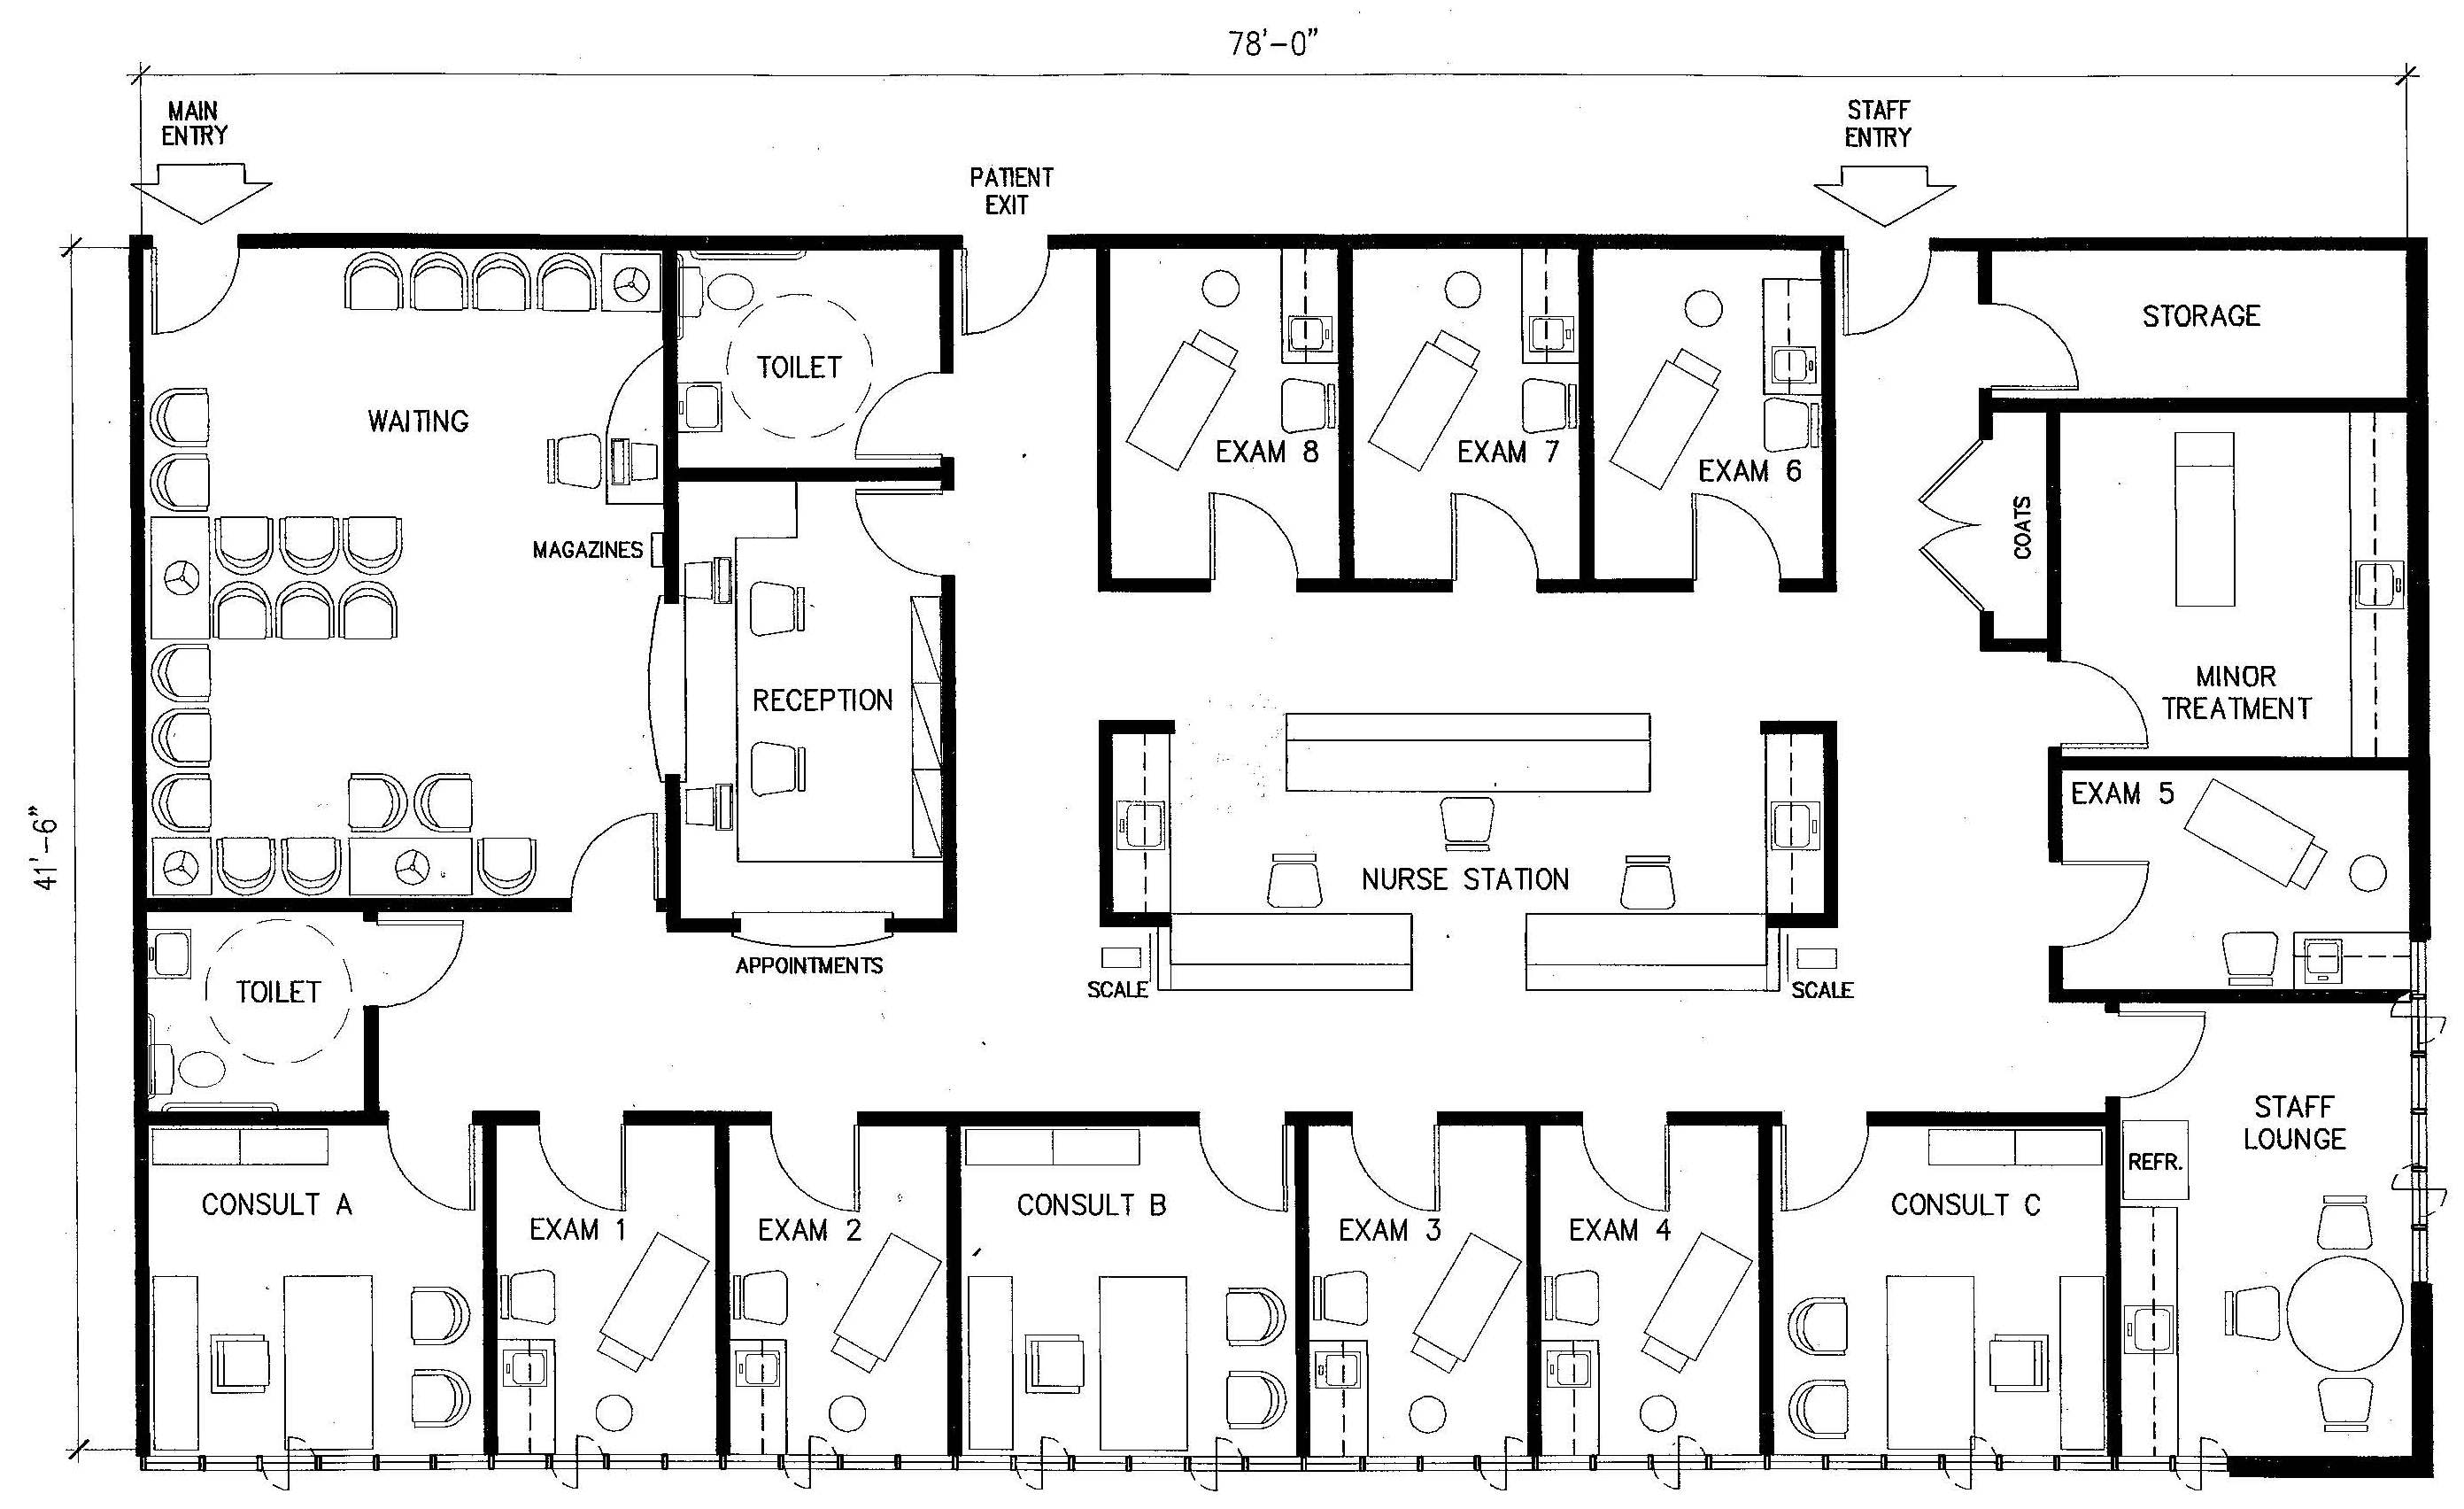 78'-0"
MAIN
ENTRY
STAFF
ENTRY
PATIENT
EXIT
STORAGE
TOILET
WAITING
EXAM 8
EXAM 7
EXAM 6
COATS
MAGAZINES
MINOR
TREATMENT
RECEPTION
EXAM 5
41'-6"
NURSE STATION
APPOINTMENTS
SCALE
SCALE
TOILET
STAFF
LOUNGE
REFR.
CONSULT A
EXAM 1
EXAM 2
CONSULT B
EXAM 3
EXAM 4
CONSULT C